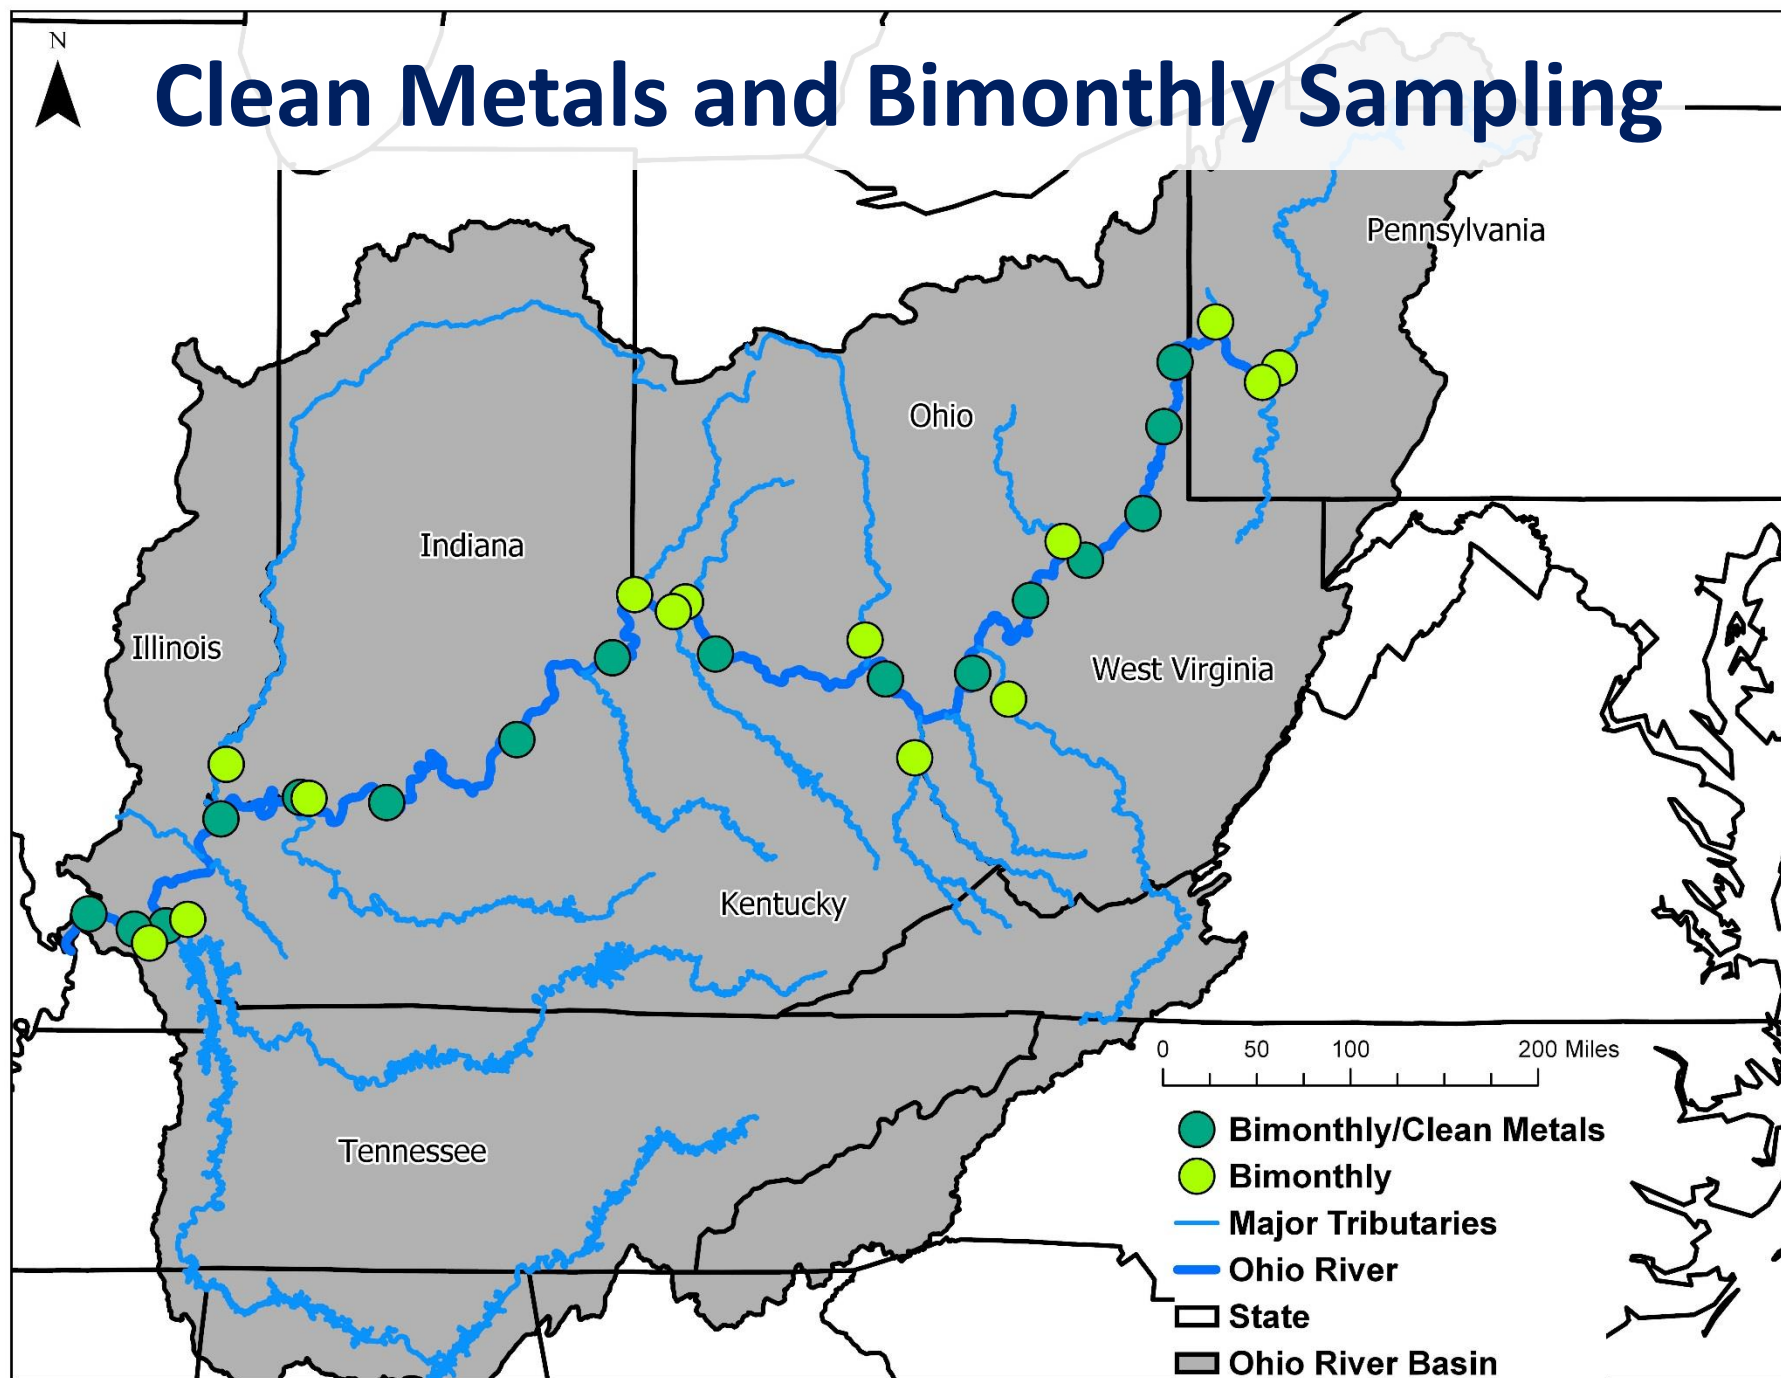 N
Clean Metals and Bimonthly Sampling
Pennsylvania
Ohio
Indiana
Illinois
West Virginia
Kentucky
Tennessee
0 50 100 200 Miles
Bimonthly/Clean Metals
Bimonthly
Major Tributaries
Ohio River
State
Ohio River Basin